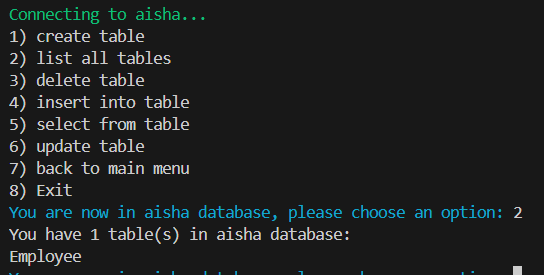 Connecting to aisha...
1) create table
2) list all tables
3) delete table
4) insert into table
5) select from table
6) update table
7) back to main menu
8) Exit
You are now in aisha database, please choose an option: 2
You have 1 table(s) in aisha database:
Employee